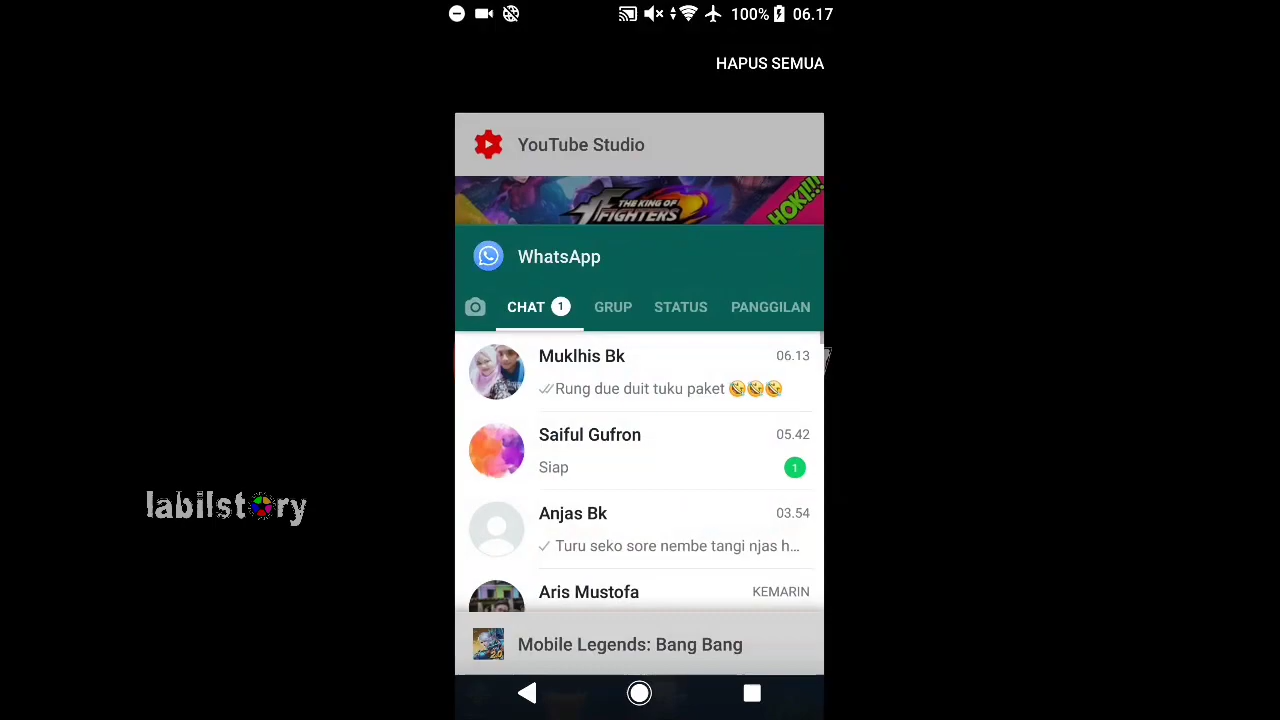 100% 06.17
HAPUS SEMUA
YouTube Studio
THE KING OF
FIGHTERS
HOKI!!!
WhatsApp
CHAT 1 GRUP STATUS PANGGILAN
Muklhis Bk 06.13
Rung due duit tuku paket 🤣🤣🤣
Saiful Gufron 05.42
Siap 1
labilstory
Anjas Bk 03.54
Turu seko sore nembe tangi njas h...
Aris Mustofa KEMARIN
Mobile Legends: Bang Bang